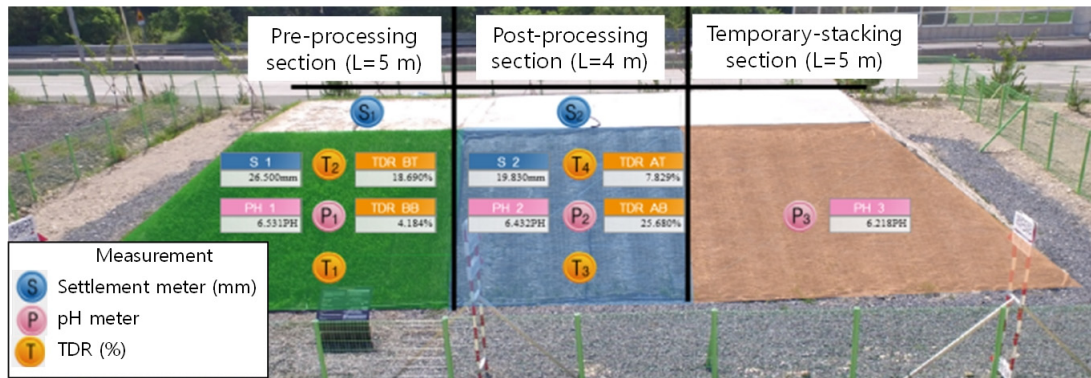 Pre-processing
section (L=5 m)
Post-processing
section (L=4 m)
Temporary-stacking
section (L=5 m)
S1
S2
S 1
26.500mm
T2
TDR BT
18.690%
S 2
19.830mm
T4
TDR AT
7.829%
PH 1
6.531PH
P1
TDR BB
4.184%
PH 2
6.432PH
P2
TDR AB
25.680%
P3
PH 3
6.218PH
T1
T3
Measurement
S Settlement meter (mm)
P pH meter
T TDR (%)